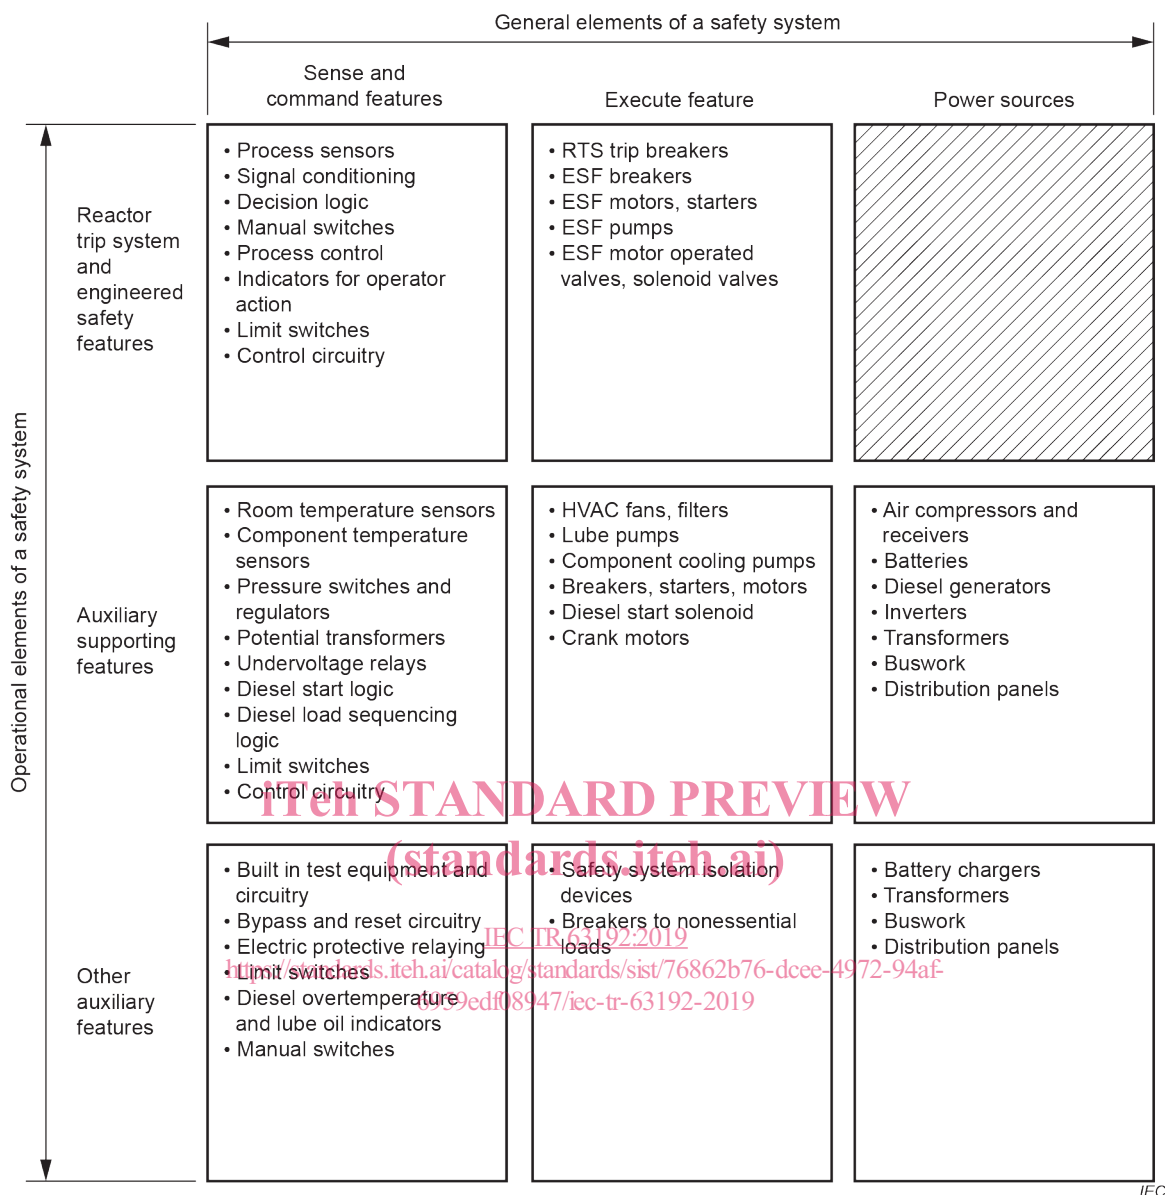 General elements of a safety system
Sense and
command features
Execute feature
Power sources
Operational elements of a safety system
Reactor
trip system
and
engineered
safety
features
• Process sensors
• Signal conditioning
• Decision logic
• Manual switches
• Process control
• Indicators for operator
action
• Limit switches
• Control circuitry
• RTS trip breakers
• ESF breakers
• ESF motors, starters
• ESF pumps
• ESF motor operated
valves, solenoid valves
Auxiliary
supporting
features
• Room temperature sensors
• Component temperature
sensors
• Pressure switches and
regulators
• Potential transformers
• Undervoltage relays
• Diesel start logic
• Diesel load sequencing
logic
• Limit switches
• Control circuitry
• HVAC fans, filters
• Lube pumps
• Component cooling pumps
• Breakers, starters, motors
• Diesel start solenoid
• Crank motors
• Air compressors and
receivers
• Batteries
• Diesel generators
• Inverters
• Transformers
• Buswork
• Distribution panels
iTeh STANDARD PREVIEW
(standards.iteh.ai)
Other
auxiliary
features
• Built in test equipment and
circuitry
• Bypass and reset circuitry
• Electric protective relaying
• Limit switches
• Diesel overtemperature
and lube oil indicators
• Manual switches
• Safety system isolation
devices
• Breakers to nonessential
loads
• Battery chargers
• Transformers
• Buswork
• Distribution panels
IEC TR 63192:2019
https://standards.iteh.ai/catalog/standards/sist/76862b76-dcee-4972-94af-
6959edf08947/iec-tr-63192-2019
IEC